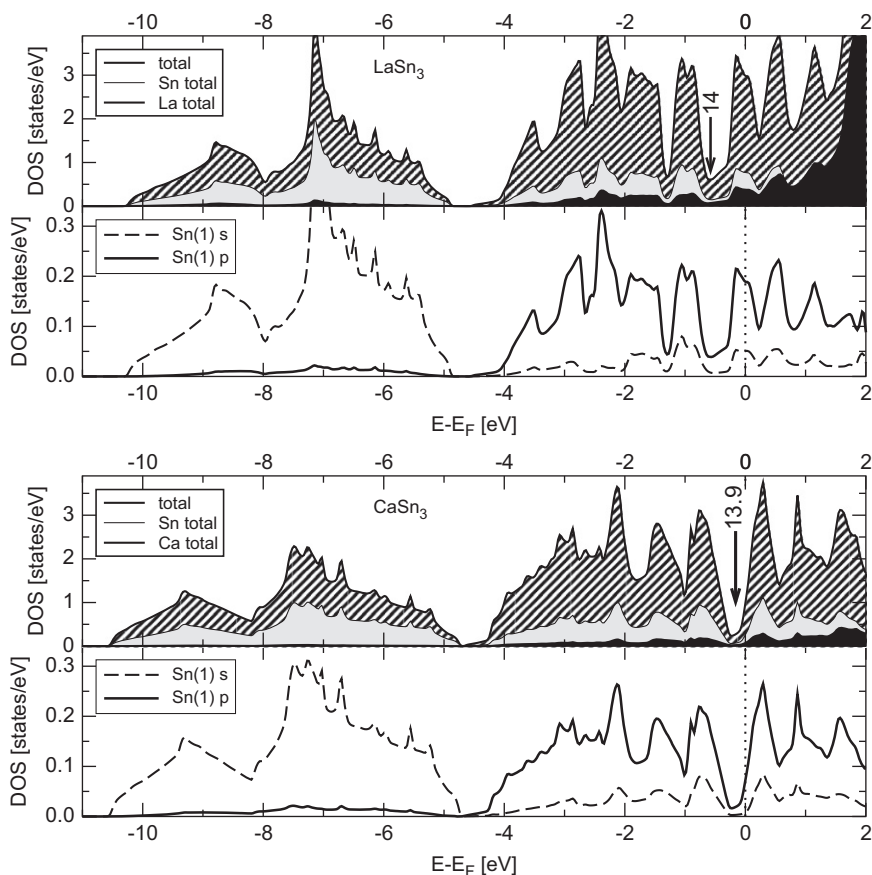 -10 -8 -6 -4 -2 0 2
DOS [states/eV]
3
2
1
0
total
Sn total
La total
LaSn3
14
DOS [states/eV]
0.3
0.2
0.1
0.0
Sn(1) s
Sn(1) p
-10 -8 -6 -4 -2 0 2
E-EF [eV]
-10 -8 -6 -4 -2 0 2
DOS [states/eV]
3
2
1
0
total
Sn total
Ca total
CaSn3
13.9
DOS [states/eV]
0.3
0.2
0.1
0.0
Sn(1) s
Sn(1) p
-10 -8 -6 -4 -2 0 2
E-EF [eV]